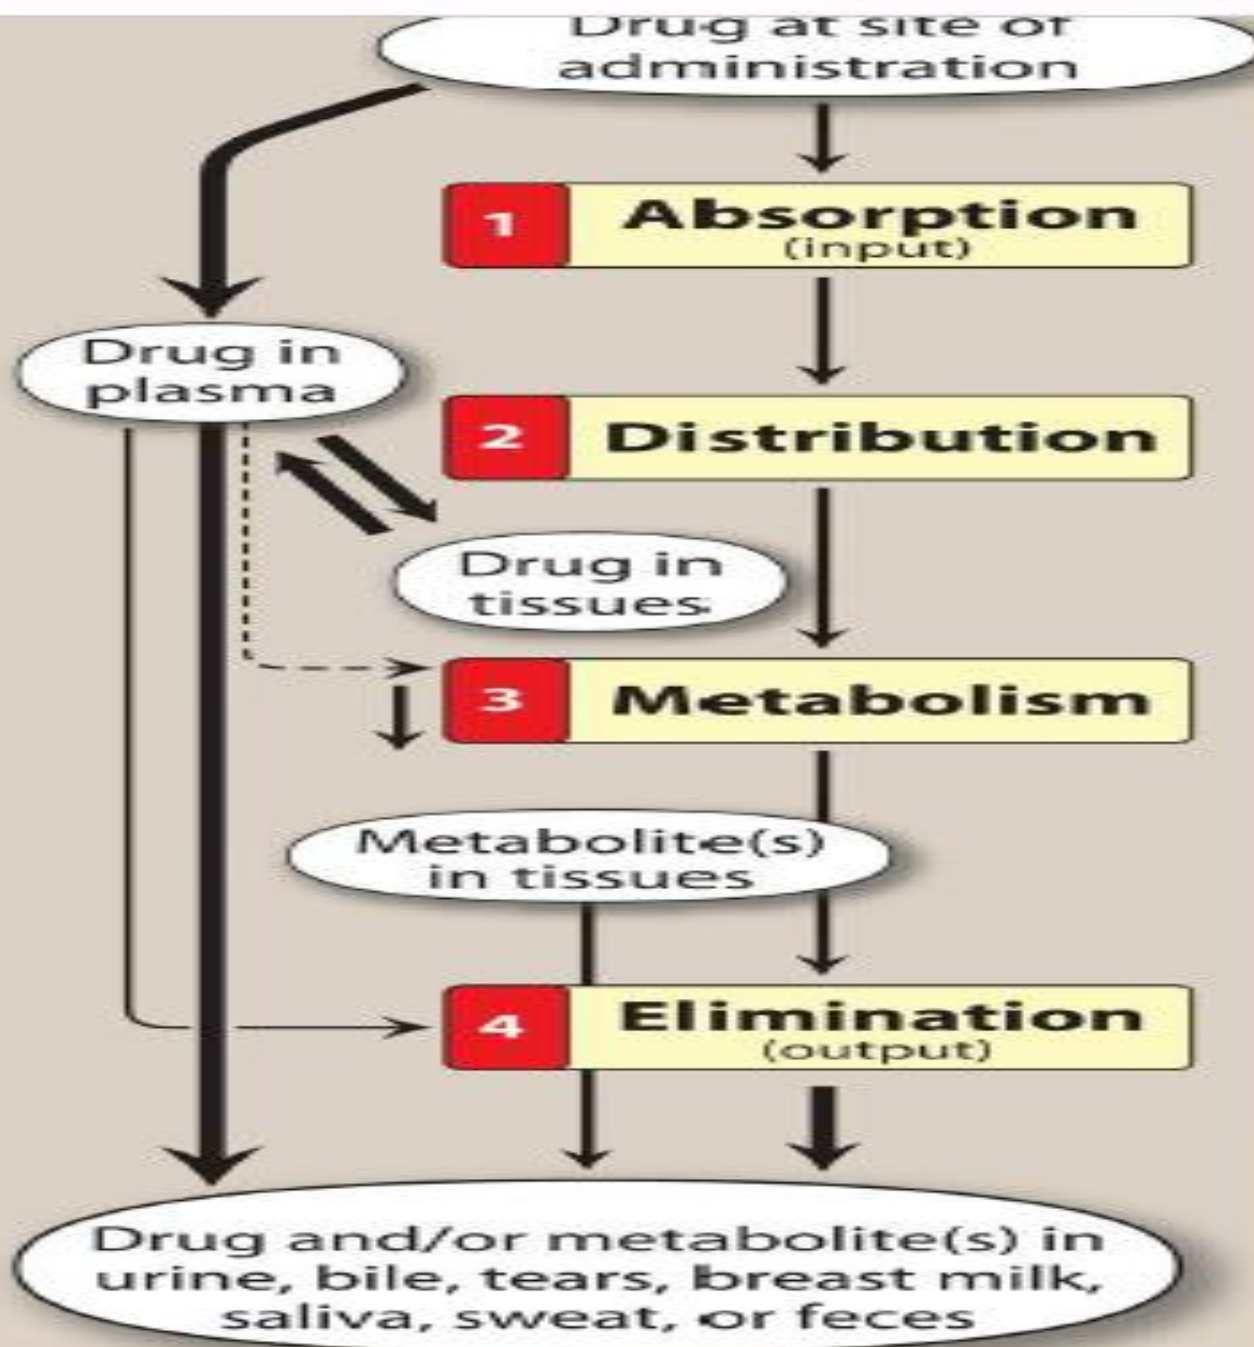 Drug at site of
administration
1 Absorption
(input)
Drug in
plasma
2 Distribution
Drug in
tissues
3 Metabolism
Metabolite(s)
in tissues
4 Elimination
(output)
Drug and/or metabolite(s) in
urine, bile, tears, breast milk,
saliva, sweat, or feces